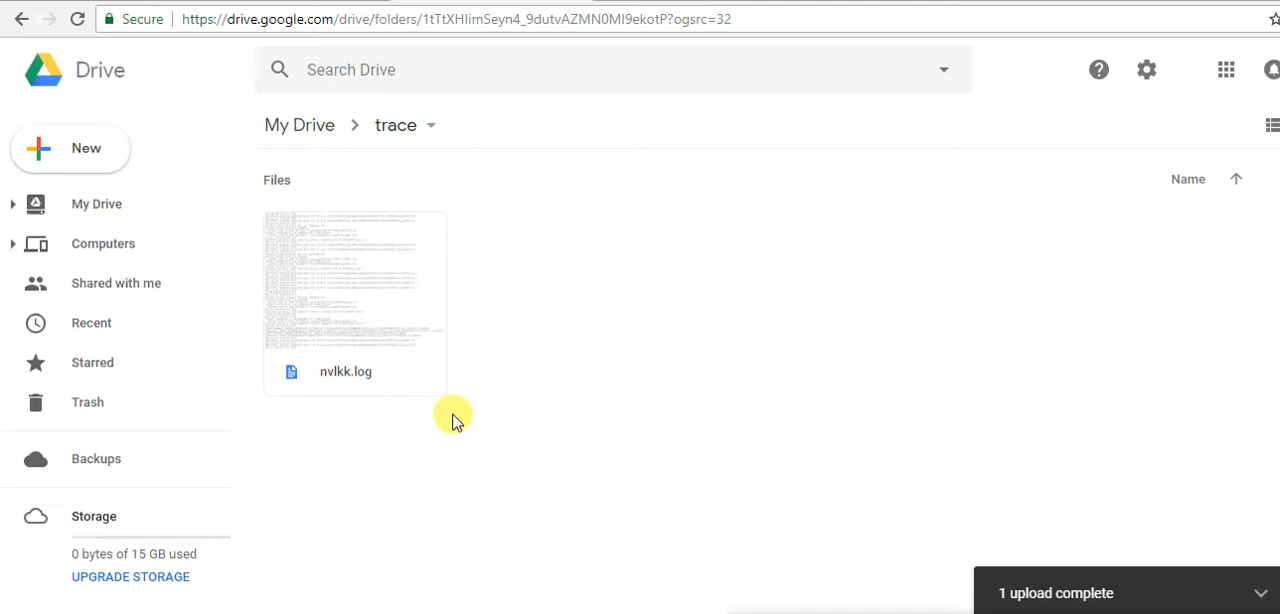 Secure https://drive.google.com/drive/folders/1tTtXHIimSeyn4_9dutvAZMN0MI9ekotP?ogsrc=32
Drive
Search Drive
My Drive > trace
New
Files
Name
My Drive
Computers
Shared with me
nvlkk.log
Recent
Starred
Trash
Backups
Storage
0 bytes of 15 GB used
UPGRADE STORAGE
1 upload complete